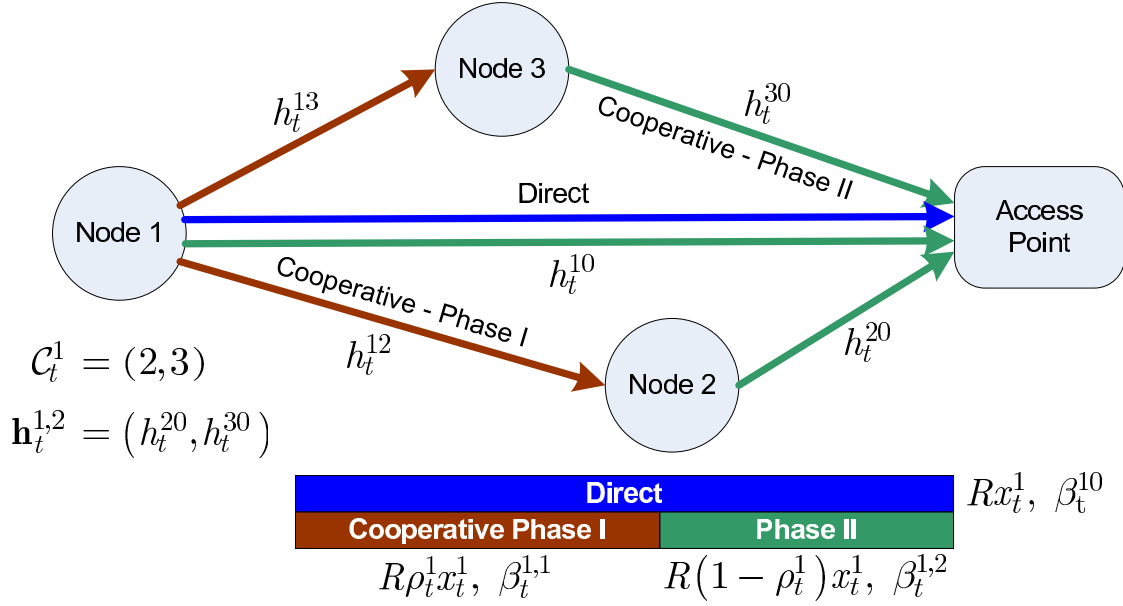 Node 3
h_t^{13}
h_t^{30}
Cooperative - Phase II
Direct
Node 1
Access
Point
h_t^{10}
Cooperative - Phase I
h_t^{12}
h_t^{20}
Node 2
𝒞_t^1 = (2,3)
𝐡_t^{1,2} = (h_t^{20}, h_t^{30})
Direct
Rx_t^1, β_t^{10}
Cooperative Phase I
Phase II
Rρ_t^1x_t^1, β_t^{1,1}
R(1 − ρ_t^1)x_t^1, β_t^{1,2}